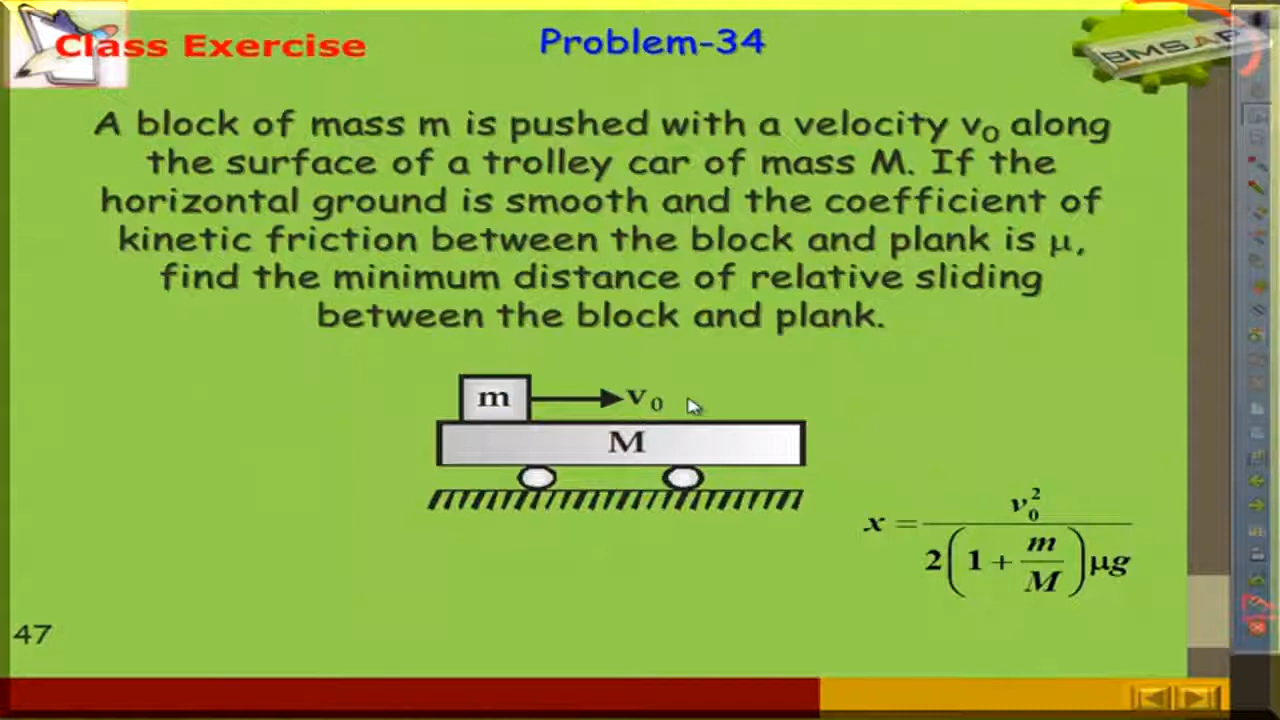 Class Exercise
Problem-34
BMSAP
A block of mass m is pushed with a velocity v₀ along
the surface of a trolley car of mass M. If the
horizontal ground is smooth and the coefficient of
kinetic friction between the block and plank is μ,
find the minimum distance of relative sliding
between the block and plank.
m
v₀
M
x = v₀² / 2(1 + m/M)μg
47